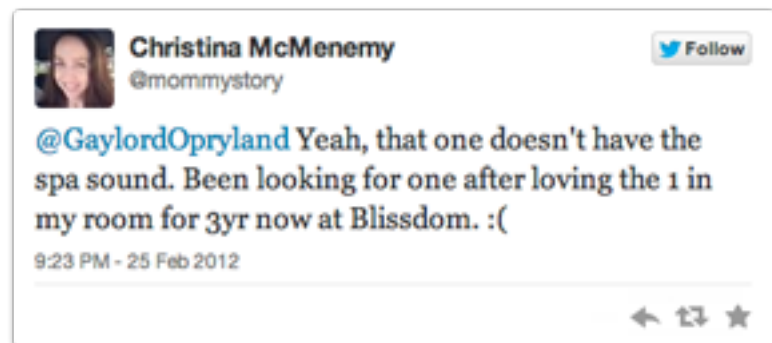 Christina McMenemy
Follow
@mommystory
@GaylordOpryland Yeah, that one doesn't have the
spa sound. Been looking for one after loving the 1 in
my room for 3yr now at Blissdom. :(
9:23 PM - 25 Feb 2012